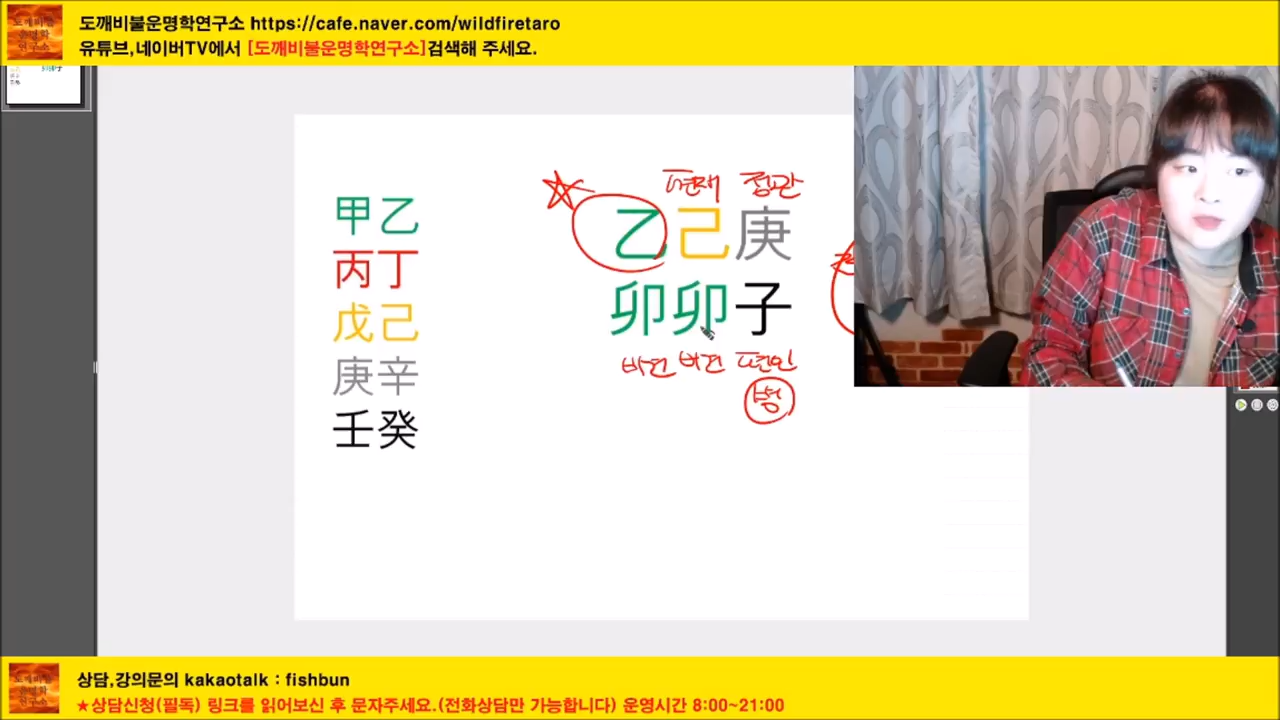 도깨비불운명학연구소 https://cafe.naver.com/wildfiretaro
유튜브,네이버TV에서 [도깨비불운명학연구소]검색해 주세요.
편재 정관
甲乙
丙丁
戊己
庚辛
壬癸
乙己庚
卯卯子
비견 비견 편인
병
상담,강의문의 kakaotalk : fishbun
★상담신청(필독) 링크를 읽어보신 후 문자주세요.(전화상담만 가능합니다) 운영시간 8:00~21:00